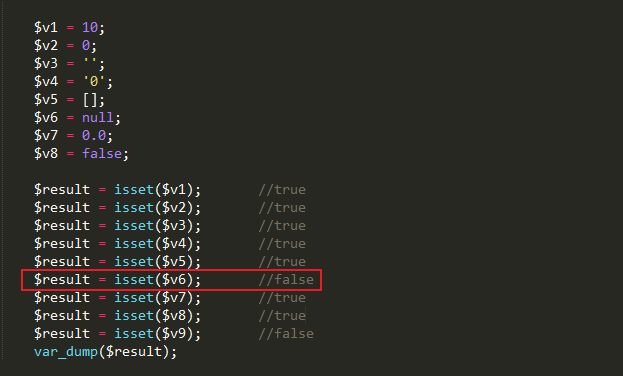 $v1 = 10;
$v2 = 0;
$v3 = '';
$v4 = '0';
$v5 = [];
$v6 = null;
$v7 = 0.0;
$v8 = false;
$result = isset($v1); //true
$result = isset($v2); //true
$result = isset($v3); //true
$result = isset($v4); //true
$result = isset($v5); //true
$result = isset($v6); //false
$result = isset($v7); //true
$result = isset($v8); //true
$result = isset($v9); //false
var_dump($result);